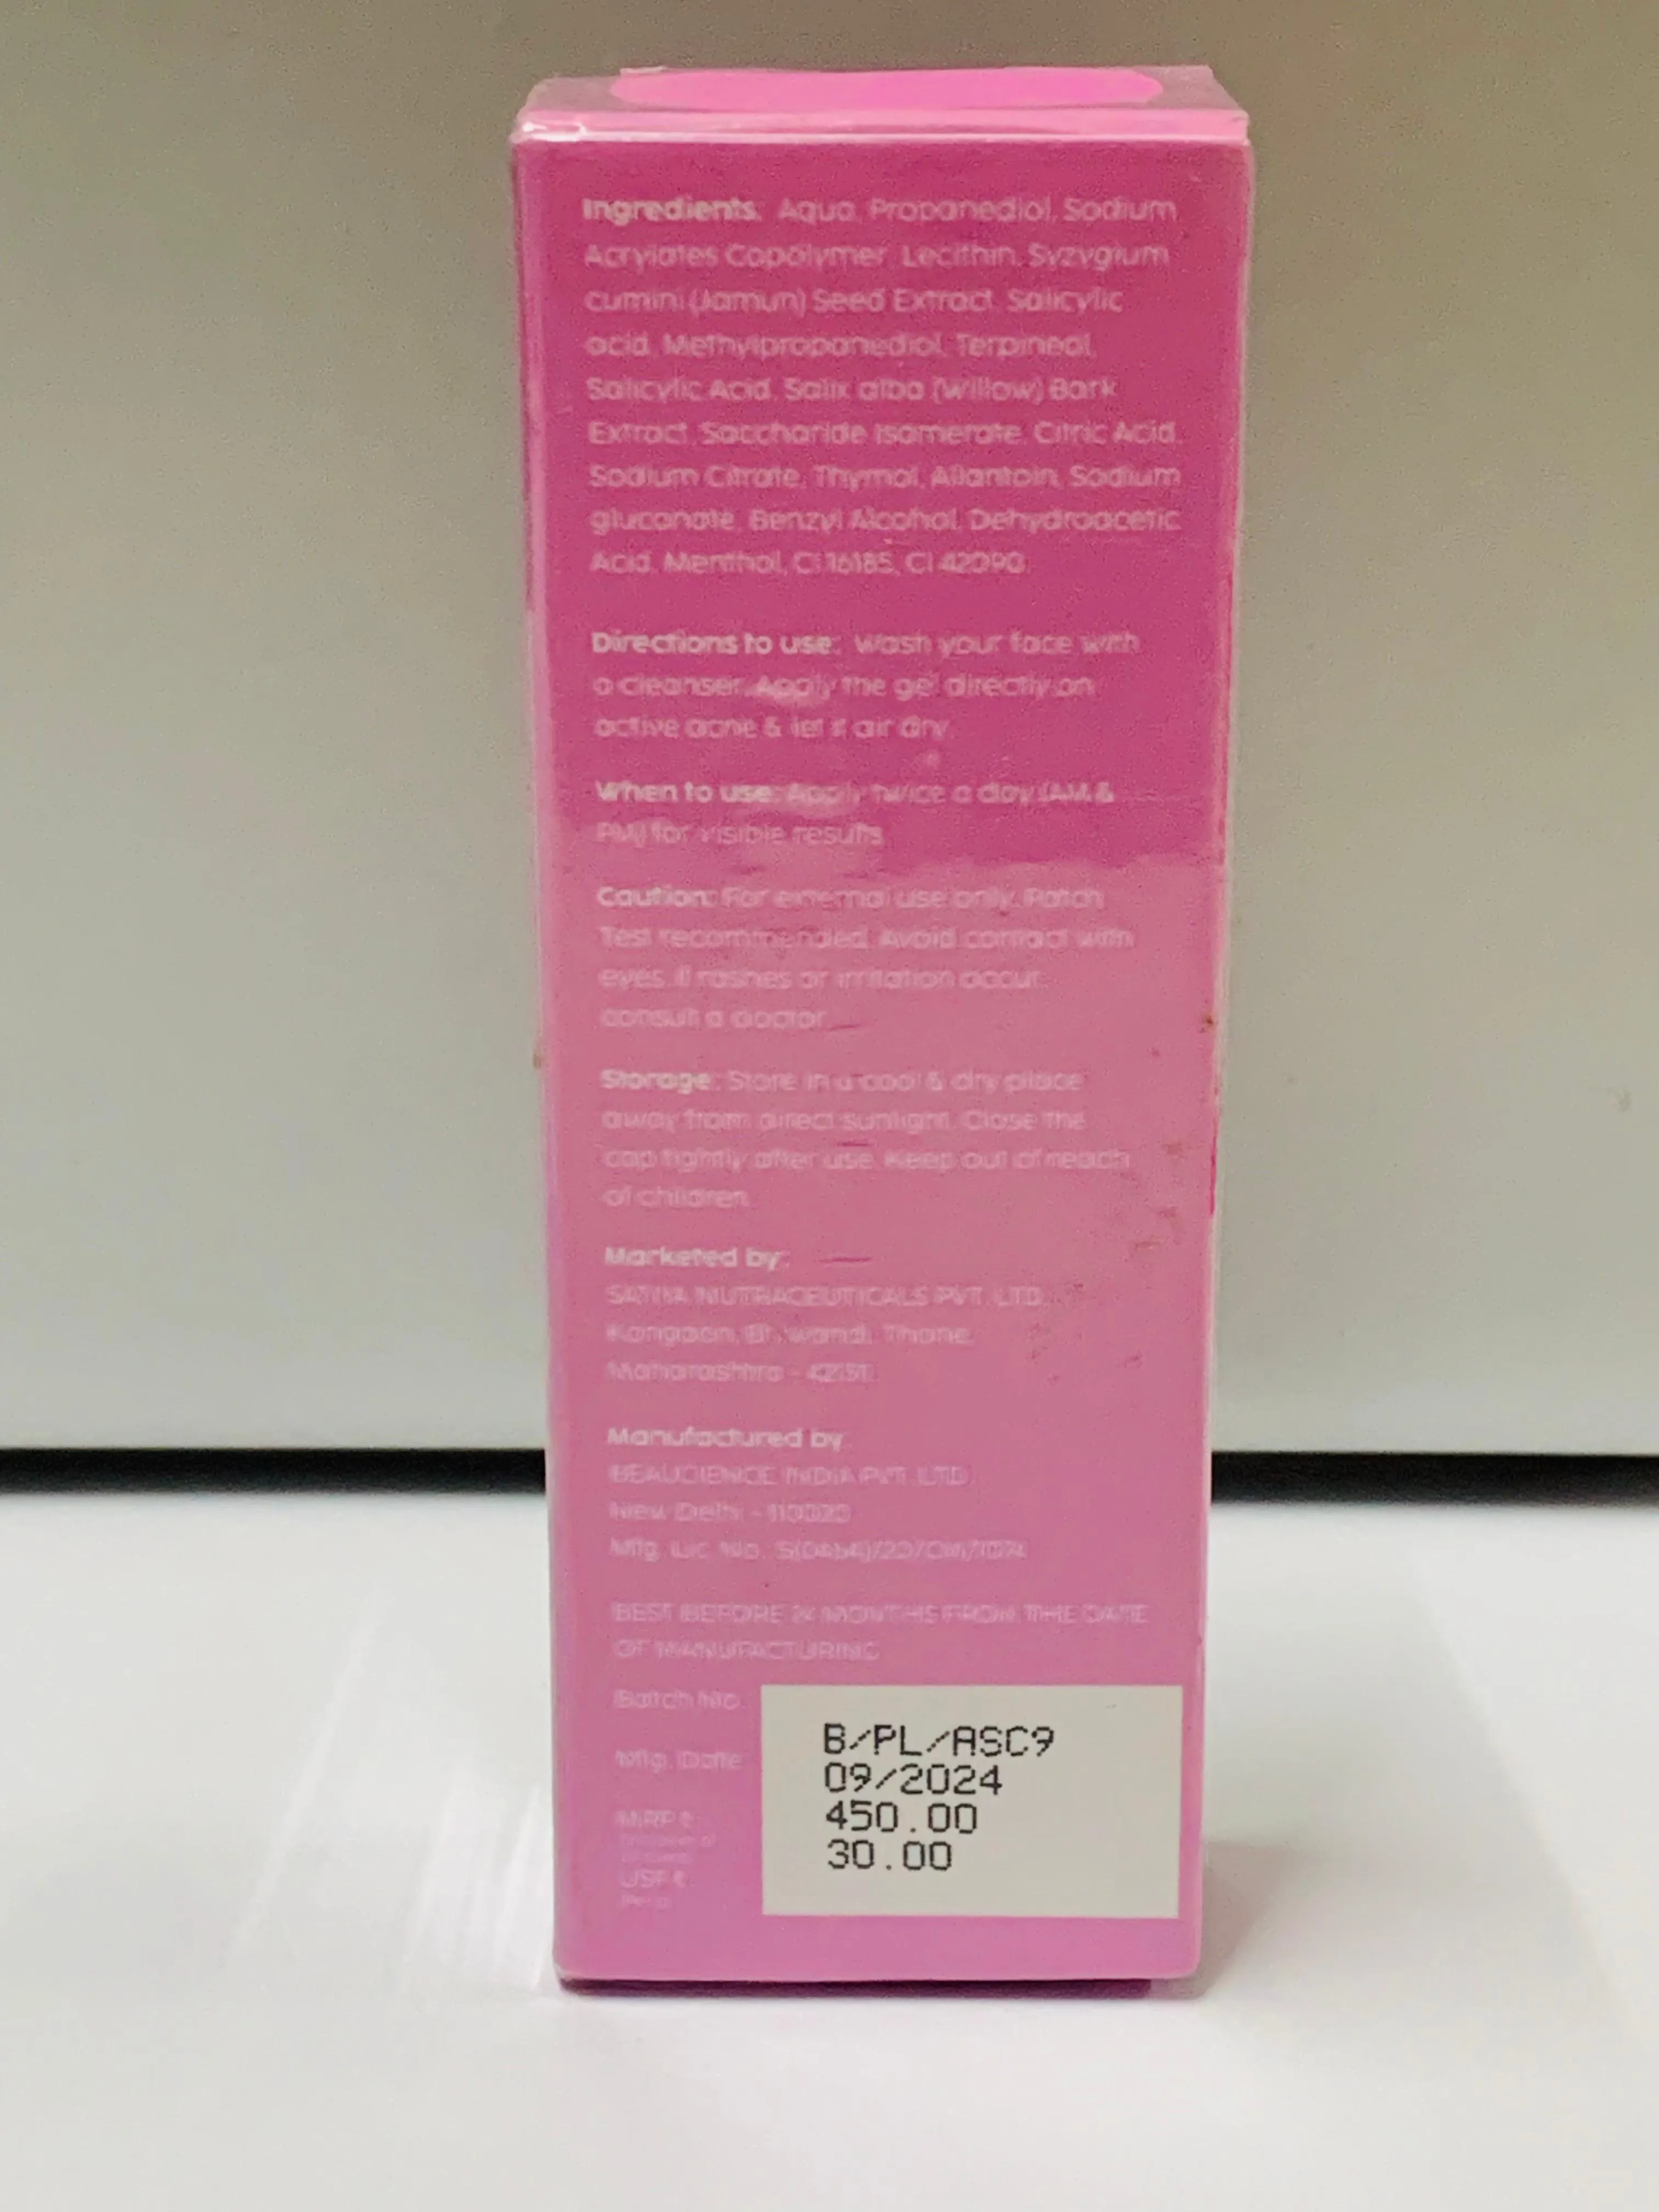 Ingredients: Aqua, Propanediol, Sodium
Acrylates Copolymer, Lecithin, Syzygium
cumini (Jamun) Seed Extract, Salicylic
acid, Methylpropanediol, Terpineol,
Salicylic Acid, Salix alba (Willow) Bark
Extract, Saccharide Isomerate, Citric Acid,
Sodium Citrate, Thymol, Allantoin, Sodium
gluconate, Benzyl Alcohol, Dehydroacetic
Acid, Menthol, CI 16185, CI 42090.
Directions to use: Wash your face with
a cleanser. Apply the gel directly on
active acne & let it air dry.
When to use: Apply twice a day (AM &
PM) for visible results
Caution: For external use only. Patch
Test recommended. Avoid contact with
eyes. If rashes or irritation occur,
consult a doctor.
Storage: Store in a cool & dry place
away from direct sunlight. Close the
cap tightly after use. Keep out of reach
of children.
Marketed by:
NUTRACEUTICALS PVT. LTD.
Thane,
Maharashtra -
Manufactured by
BEAUCIENCE INDIA PVT. LTD
New Delhi - 110020
Mfg. Lic. No.
BEST BEFORE 24 MONTHS FROM THE DATE
OF MANUFACTURING
Batch No.
B/PL/ASC9
Mfg. Date
09/2024
MRP ₹
450.00
USP ₹
30.00